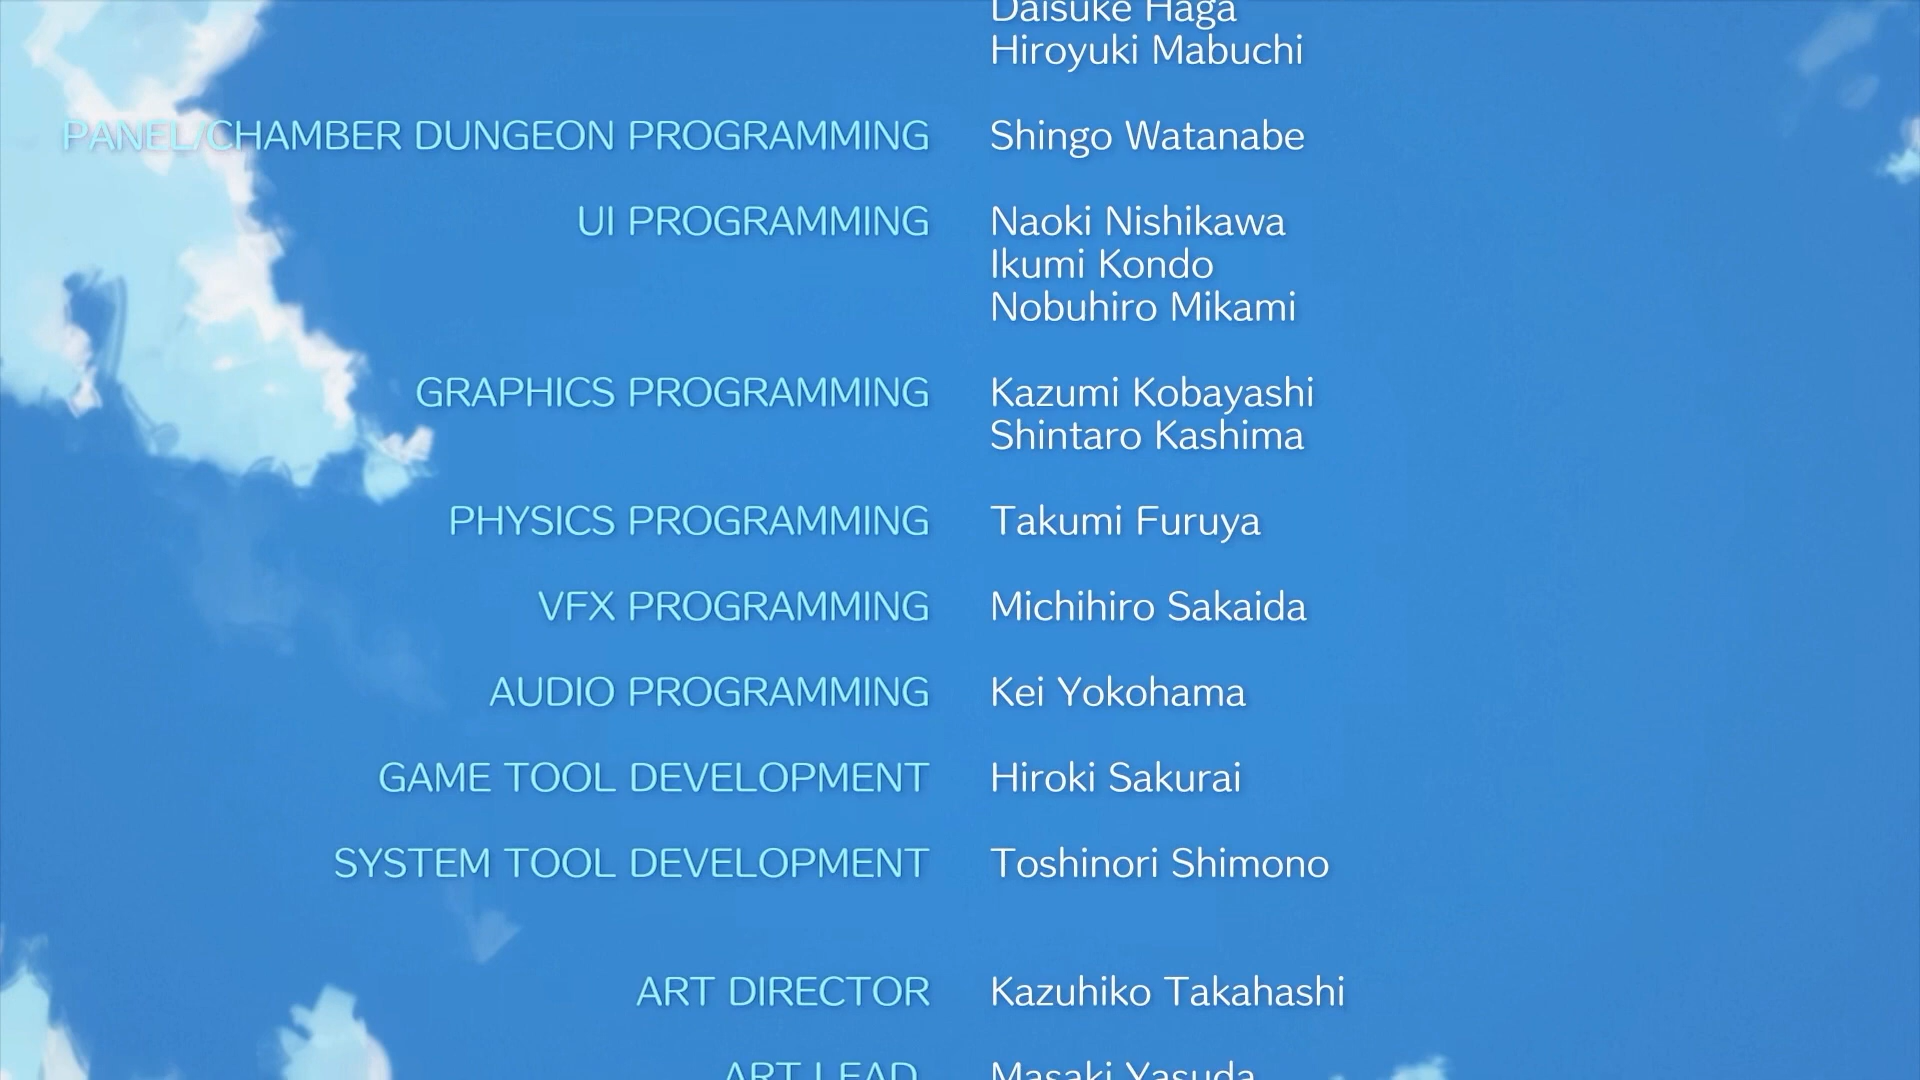 Daisuke Haga
Hiroyuki Mabuchi
PANEL/CHAMBER DUNGEON PROGRAMMING Shingo Watanabe
UI PROGRAMMING Naoki Nishikawa
Ikumi Kondo
Nobuhiro Mikami
GRAPHICS PROGRAMMING Kazumi Kobayashi
Shintaro Kashima
PHYSICS PROGRAMMING Takumi Furuya
VFX PROGRAMMING Michihiro Sakaida
AUDIO PROGRAMMING Kei Yokohama
GAME TOOL DEVELOPMENT Hiroki Sakurai
SYSTEM TOOL DEVELOPMENT Toshinori Shimono
ART DIRECTOR Kazuhiko Takahashi
ART LEAD Masaki Yasuda